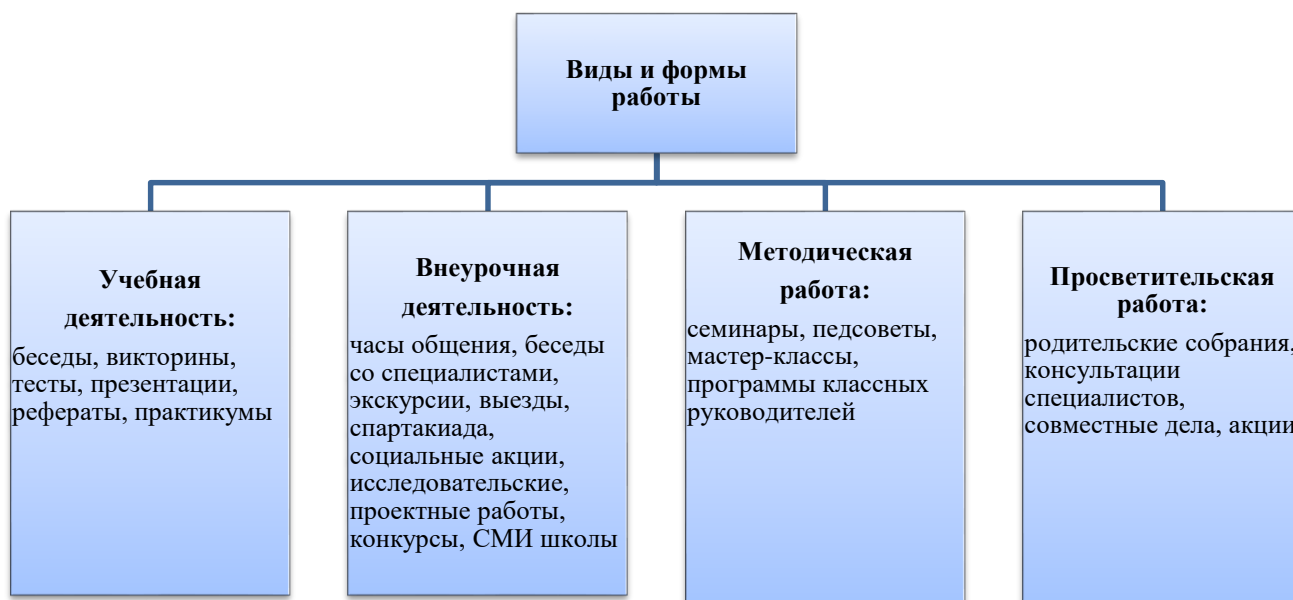 Виды и формы
работы
Учебная
деятельность:
беседы, викторины,
тесты, презентации,
рефераты, практикумы
Внеурочная
деятельность:
часы общения, беседы
со специалистами,
экскурсии, выезды,
спартакиада,
социальные акции,
исследовательские,
проектные работы,
конкурсы, СМИ школы
Методическая
работа:
семинары, педсоветы,
мастер-классы,
программы классных
руководителей
Просветительская
работа:
родительские собрания,
консультации
специалистов,
совместные дела, акции